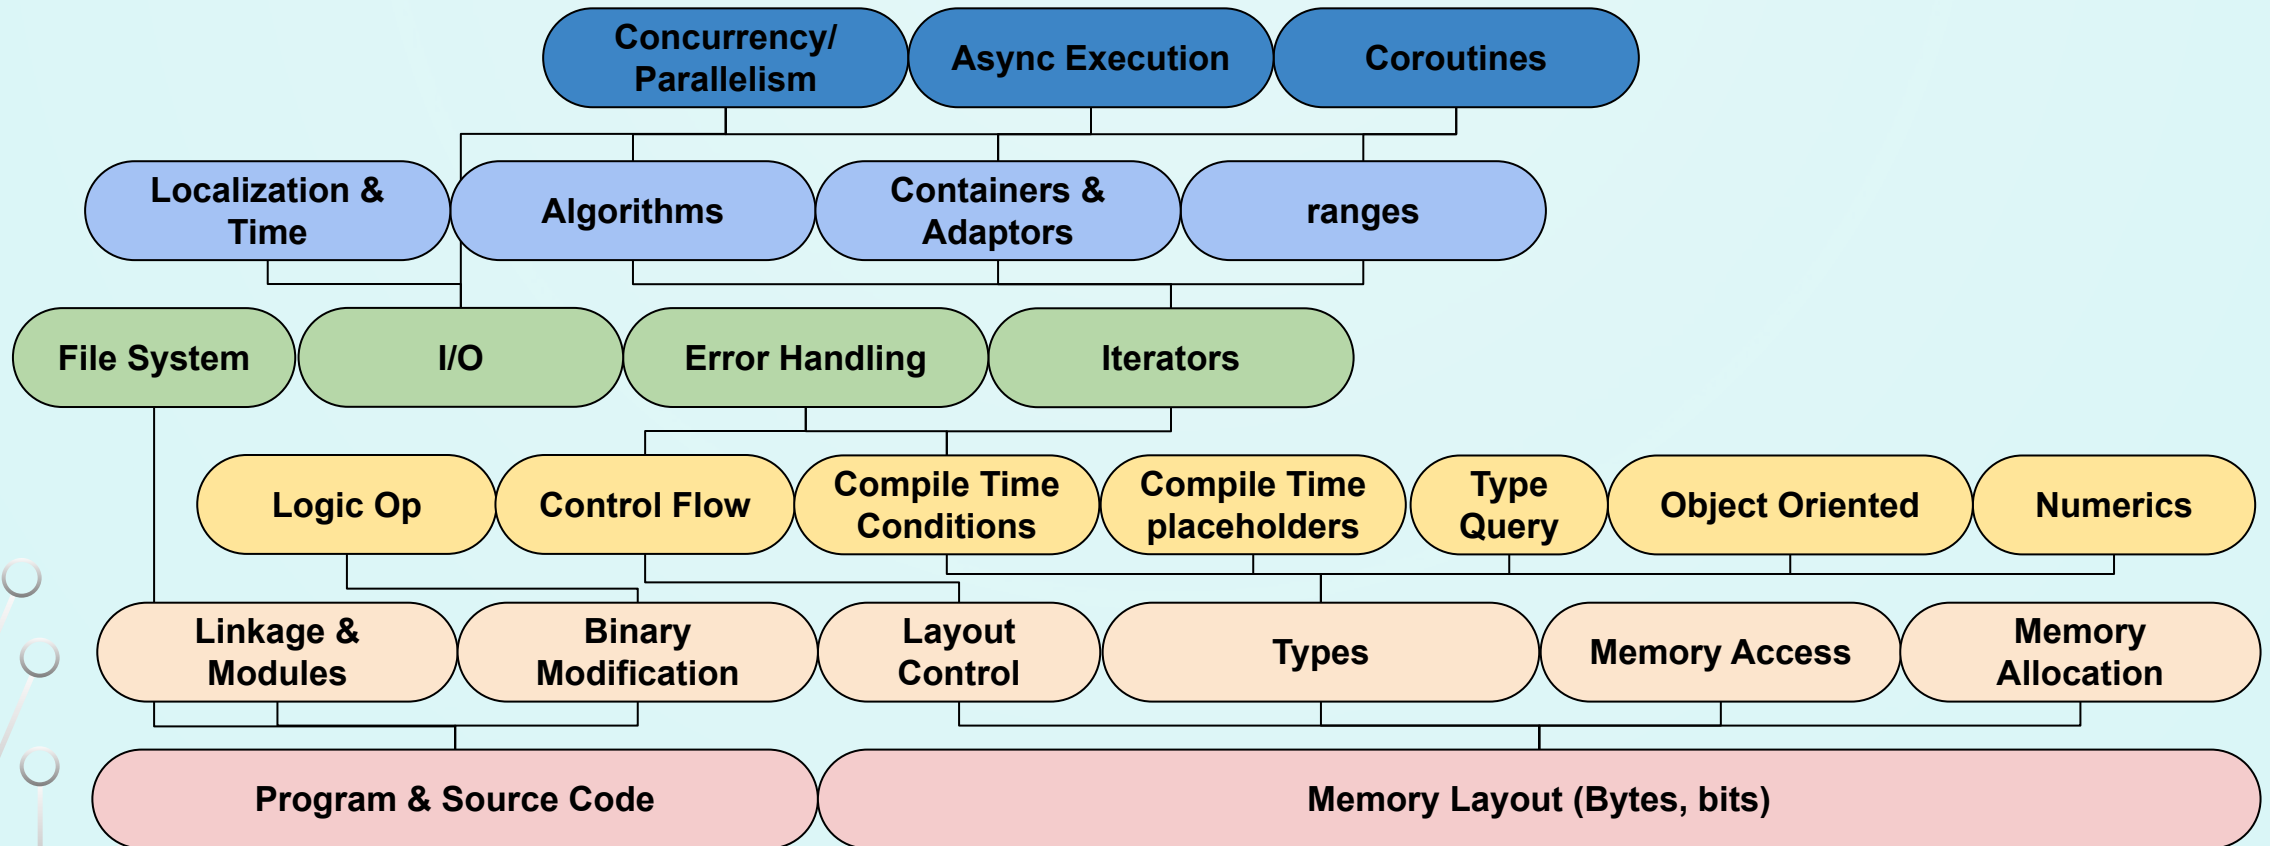 Concurrency/
Parallelism
Async Execution
Coroutines
Localization &
Time
Algorithms
Containers &
Adaptors
ranges
File System
I/O
Error Handling
Iterators
Logic Op
Control Flow
Compile Time
Conditions
Compile Time
placeholders
Type
Query
Object Oriented
Numerics
Linkage &
Modules
Binary
Modification
Layout
Control
Types
Memory Access
Memory
Allocation
Program & Source Code
Memory Layout (Bytes, bits)